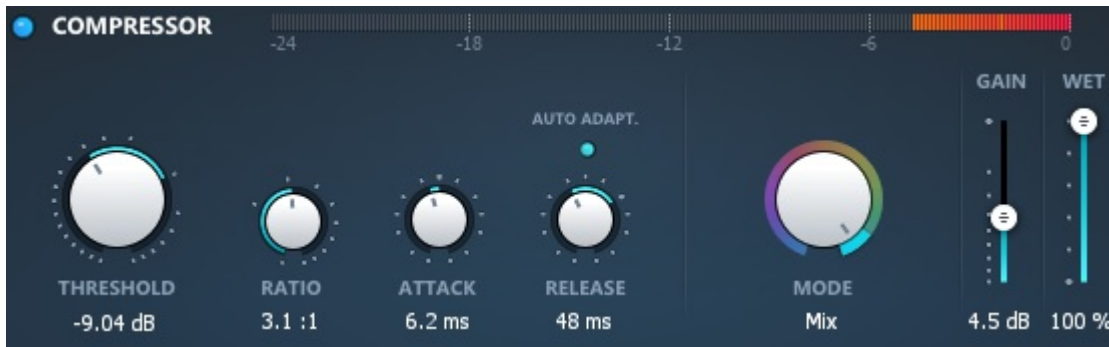 COMPRESSOR
-24 -18 -12 -6 0
GAIN WET
AUTO ADAPT.
THRESHOLD RATIO ATTACK RELEASE MODE
-9.04 dB 3.1 :1 6.2 ms 48 ms Mix 4.5 dB 100 %